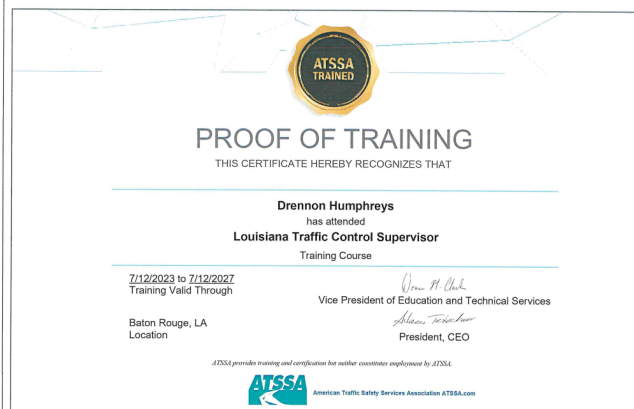 ATSSA
TRAINED
PROOF OF TRAINING
THIS CERTIFICATE HEREBY RECOGNIZES THAT
Drennon Humphreys
has attended
Louisiana Traffic Control Supervisor
Training Course
7/12/2023 to 7/12/2027
Training Valid Through
Vice President of Education and Technical Services
Baton Rouge, LA
Location
President, CEO
ATSSA provides training and certification but neither constitutes employment by ATSSA.
ATSSA
American Traffic Safety Services Association ATSSA.com